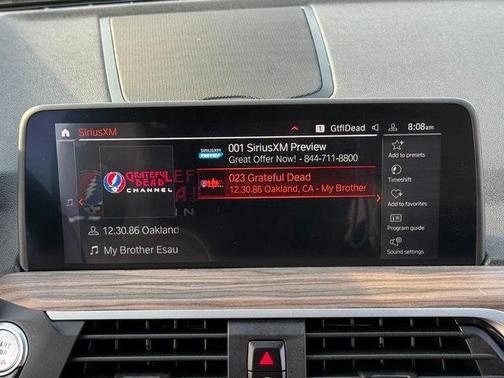 SiriusXM
1 GtflDead
8:08am
SIRIUSXM
PREVIEW
001 SiriusXM Preview
Great Offer Now! - 844-711-8800
Add to presets
GRATEFUL
DEAD
CHANNEL
023 Grateful Dead
12.30.86 Oakland, CA - My Brother
Timeshift
Add to favorites
12.30.86 Oakland
My Brother Esau
Program guide
Sound settings
START
STOP